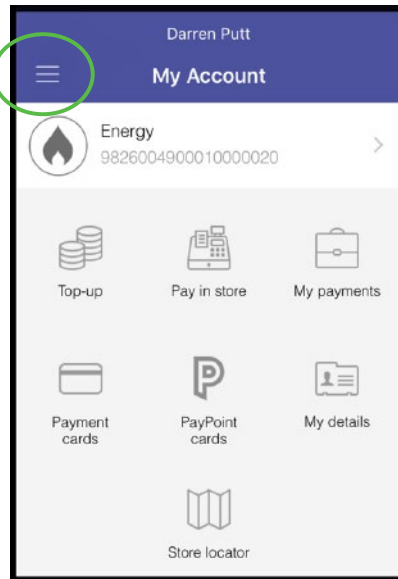 Darren Putt
My Account
Energy
9826004900010000020
Top-up
Pay in store
My payments
Payment
cards
PayPoint
cards
My details
Store locator